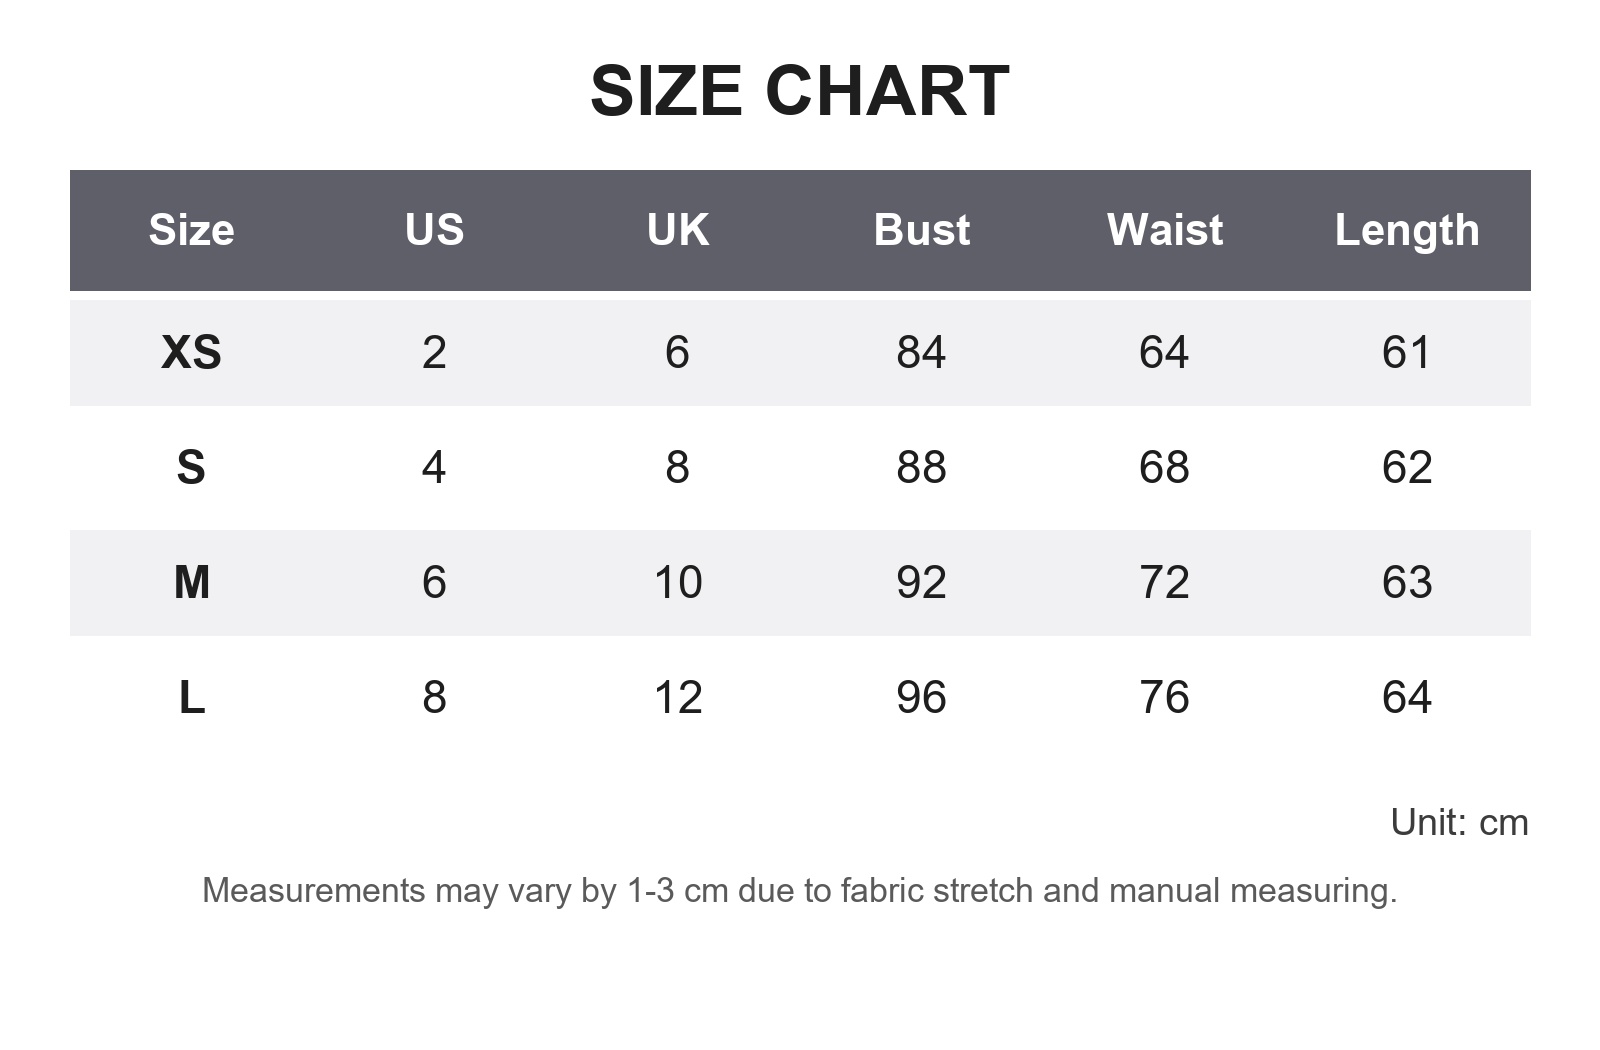 SIZE CHART
Size US UK Bust Waist Length
XS 2 6 84 64 61
S 4 8 88 68 62
M 6 10 92 72 63
L 8 12 96 76 64
Unit: cm
Measurements may vary by 1-3 cm due to fabric stretch and manual measuring.